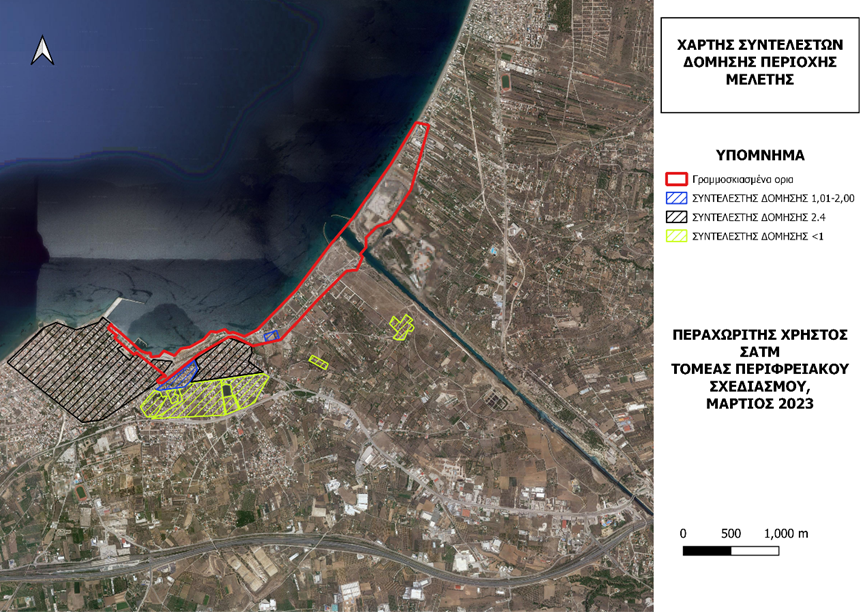 ΧΑΡΤΗΣ ΣΥΝΤΕΛΕΣΤΩΝ
ΔΟΜΗΣΗΣ ΠΕΡΙΟΧΗΣ
ΜΕΛΕΤΗΣ
ΥΠΟΜΝΗΜΑ
Γραμμοσκιασμένα ορια
ΣΥΝΤΕΛΕΣΤΗΣ ΔΟΜΗΣΗΣ 1,01-2,00
ΣΥΝΤΕΛΕΣΤΗΣ ΔΟΜΗΣΗΣ 2.4
ΣΥΝΤΕΛΕΣΤΗΣ ΔΟΜΗΣΗΣ <1
ΠΕΡΑΧΩΡΙΤΗΣ ΧΡΗΣΤΟΣ
ΣΑΤΜ
ΤΟΜΕΑΣ ΠΕΡΙΦΡΕΙΑΚΟΥ
ΣΧΕΔΙΑΣΜΟΥ,
ΜΑΡΤΙΟΣ 2023
0 500 1,000 m